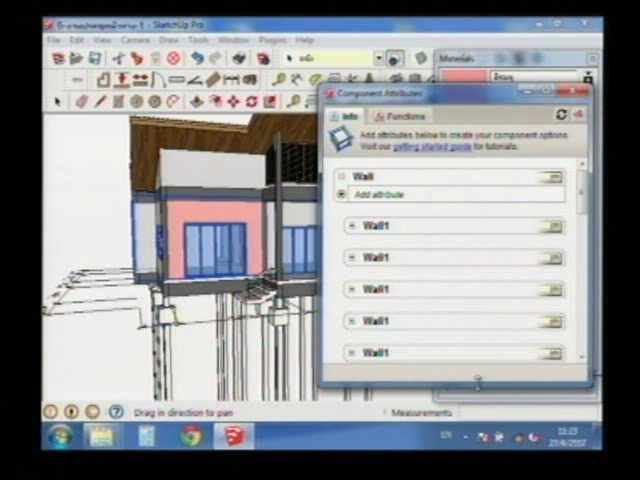 - SketchUp Pro
File Edit View Camera Draw Tools Window Plugins Help
Materials
Component Attributes
Info Functions
Add attributes below to create your component options.
Visit our getting started guide for tutorials.
Wall
Add attribute
Wall1
Wall1
Wall1
Wall1
Wall1
Drag in direction to pan
Measurements
EN
11:23
27/4/2557